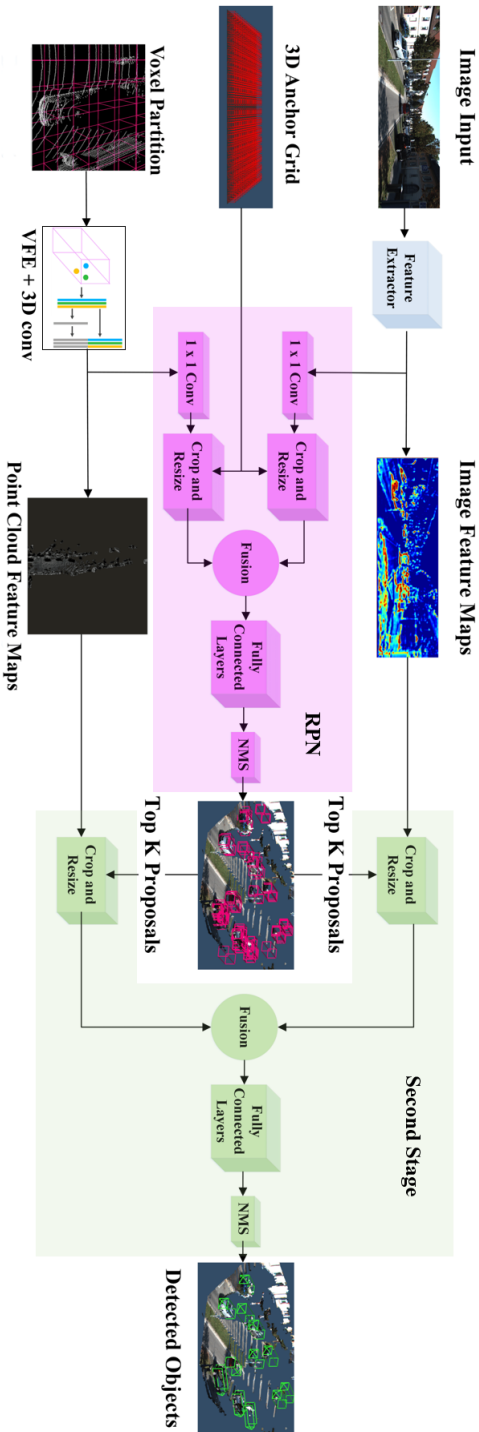 Image Input
Feature
Extractor
Image Feature Maps
3D Anchor Grid
Voxel Partition
VFE + 3D conv
Point Cloud Feature Maps
1 x 1 Conv
Crop and
Resize
1 x 1 Conv
Crop and
Resize
Fusion
Fully
Connected
Layers
NMS
RPN
Top K Proposals
Top K Proposals
Crop and
Resize
Crop and
Resize
Fusion
Fully
Connected
Layers
NMS
Second Stage
Detected Objects